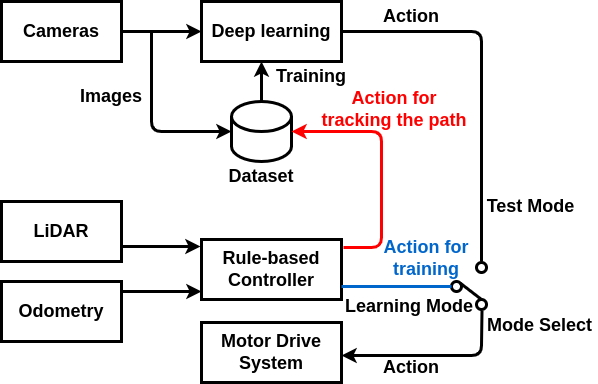 Cameras
Deep learning
Action
Images
Training
Action for
tracking the path
Dataset
LiDAR
Test Mode
Rule-based
Controller
Action for
training
Odometry
Learning Mode
Mode Select
Motor Drive
System
Action